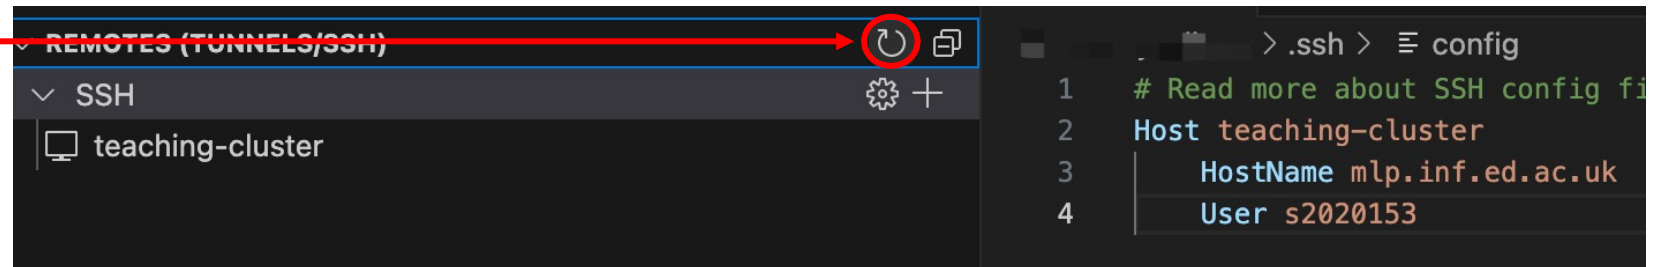 REMOTES (TUNNELS/SSH)
SSH
teaching-cluster
> .ssh > config
1 # Read more about SSH config
2 Host teaching-cluster
3 HostName mlp.inf.ed.ac.uk
4 User s2020153